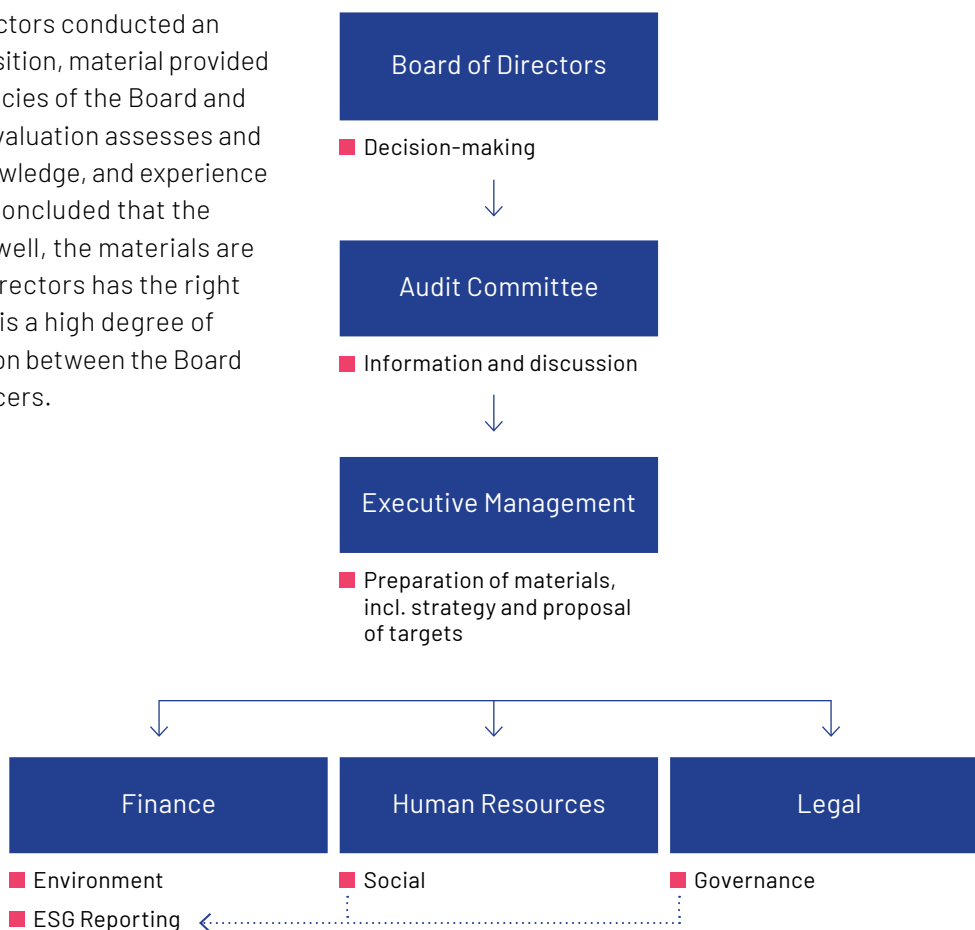 ctors conducted an
sition, material provided
cies of the Board and
valuation assesses and
wledge, and experience
oncluded that the
well, the materials are
irectors has the right
is a high degree of
on between the Board
cers.
Board of Directors
Decision-making
Audit Committee
Information and discussion
Executive Management
Preparation of materials,
incl. strategy and proposal
of targets
Finance
Human Resources
Legal
Environment
Social
Governance
ESG Reporting